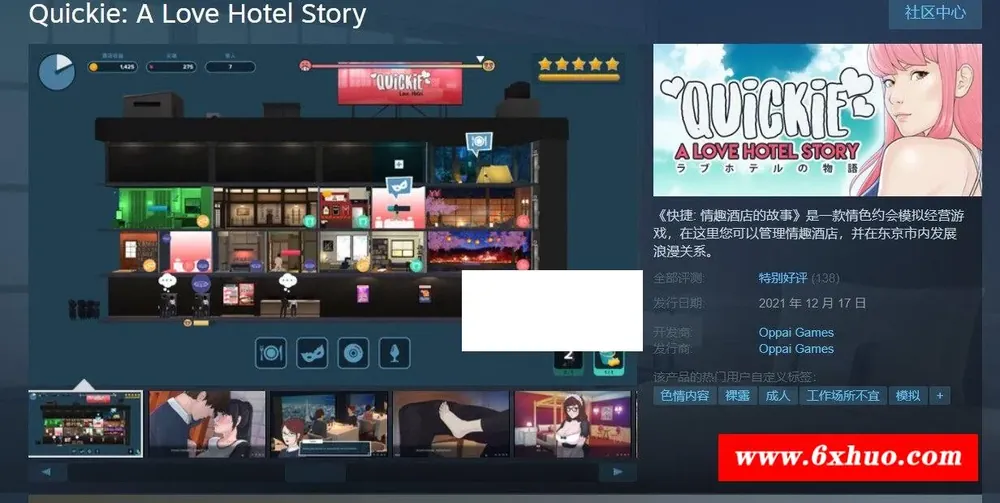 Quickie: A Love Hotel Story
社区中心
1,425
275
7
QUICKIE
Love Hotel
QUICKIE
A LOVE HOTEL STORY
ラブホテルの物語
《快捷: 情趣酒店的故事》是一款情色约会模拟经营游
戏，在这里您可以管理情趣酒店，并在东京市内发展
浪漫关系。
全部评测: 特别好评 (138)
发行日期: 2021 年 12 月 17 日
开发商: Oppai Games
发行商: Oppai Games
该产品的热门用户自定义标签:
色情内容 裸露 成人 工作场所不宜 模拟 +
2
www.6xhuo.com